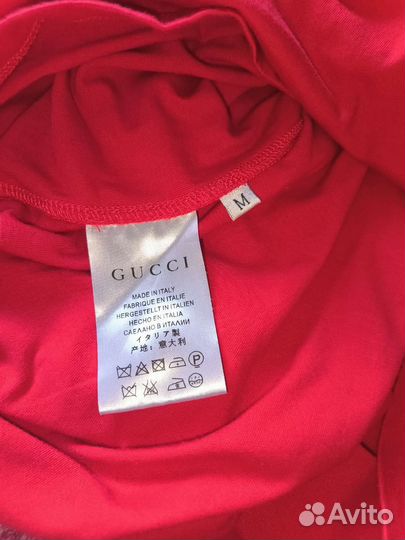 M
GUCCI
MADE IN ITALY
FABRIQUE EN ITALIE
HERGESTELLT IN ITALIEN
HECHO EN ITALIA
СДЕЛАНО В ИТАЛИИ
イタリア製
产地:意大利
P
Avito